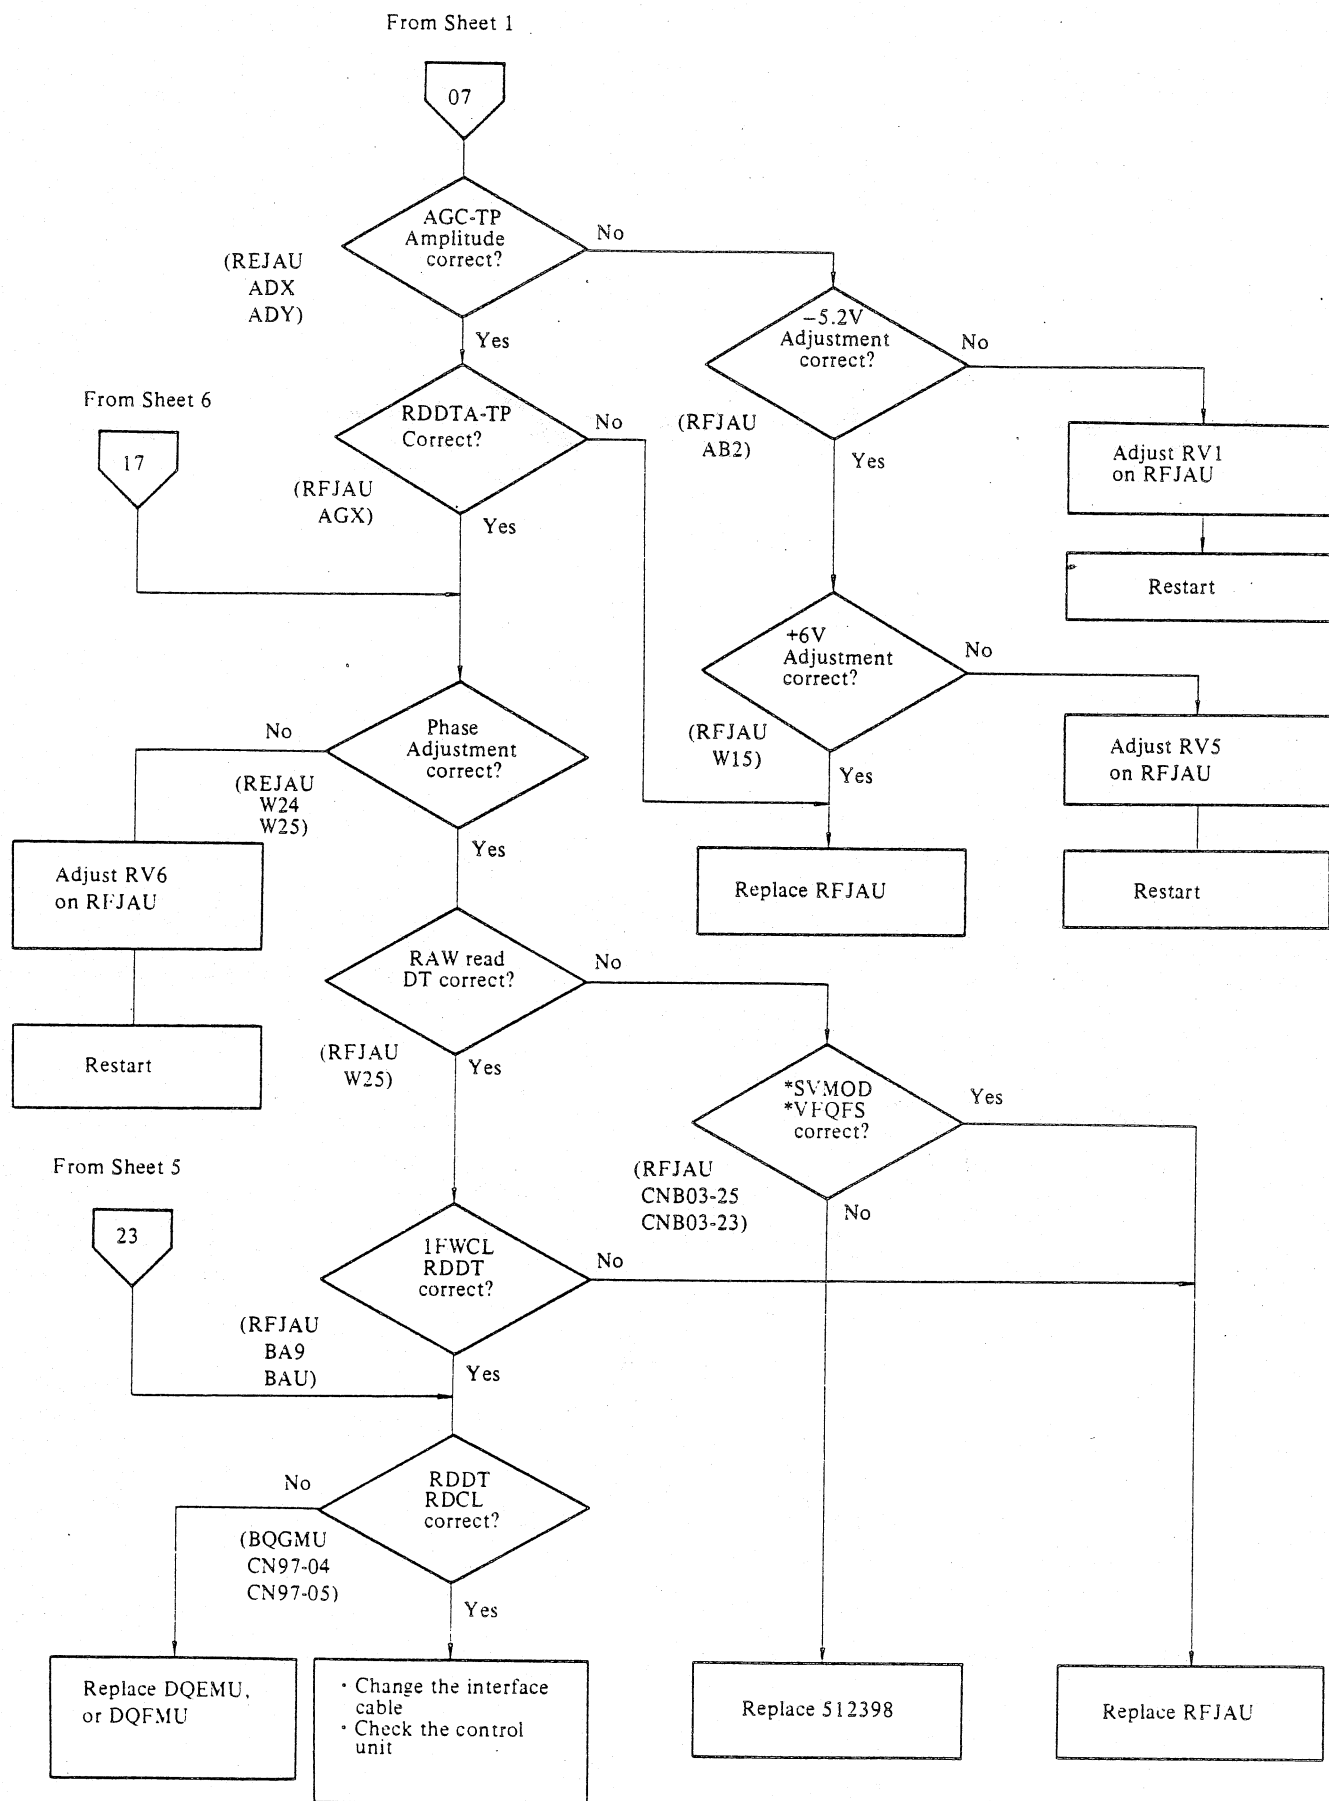 From Sheet 1
07
AGC-TP
Amplitude
correct?
No
(REJAU
ADX
ADY)
Yes
−5.2V
Adjustment
correct?
No
(RFJAU
AB2)
Yes
Adjust RV1
on RFJAU
Restart
From Sheet 6
17
RDDTA-TP
Correct?
No
(RFJAU
AGX)
Yes
+6V
Adjustment
correct?
No
(RFJAU
W15)
Yes
Adjust RV5
on RFJAU
Restart
Replace RFJAU
Phase
Adjustment
correct?
No
(REJAU
W24
W25)
Yes
Adjust RV6
on RFJAU
Restart
RAW read
DT correct?
No
(RFJAU
W25)
Yes
*SVMOD
*VFQFS
correct?
Yes
(RFJAU
CNB03-25
CNB03-23)
No
From Sheet 5
23
1FWCL
RDDT
correct?
No
(RFJAU
BA9
BAU)
Yes
RDDT
RDCL
correct?
No
(BQGMU
CN97-04
CN97-05)
Yes
Replace DQEMU,
or DQFMU
· Change the interface
cable
· Check the control
unit
Replace 512398
Replace RFJAU